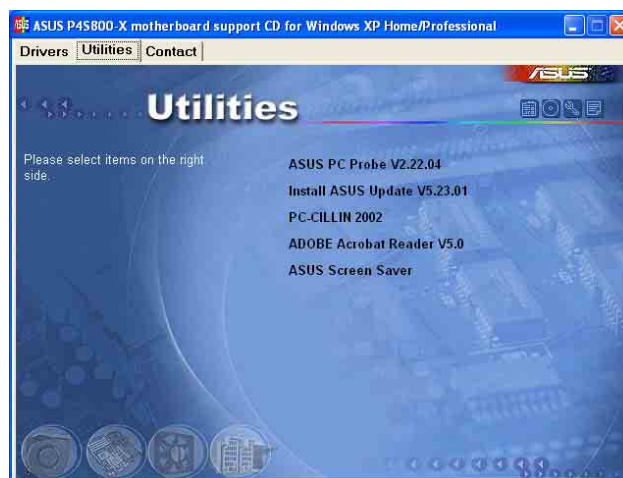 ASUS P4S800-X motherboard support CD for Windows XP Home/Professional
Drivers Utilities Contact
ASUS
Utilities
Please select items on the right
side.
ASUS PC Probe V2.22.04
Install ASUS Update V5.23.01
PC-CILLIN 2002
ADOBE Acrobat Reader V5.0
ASUS Screen Saver